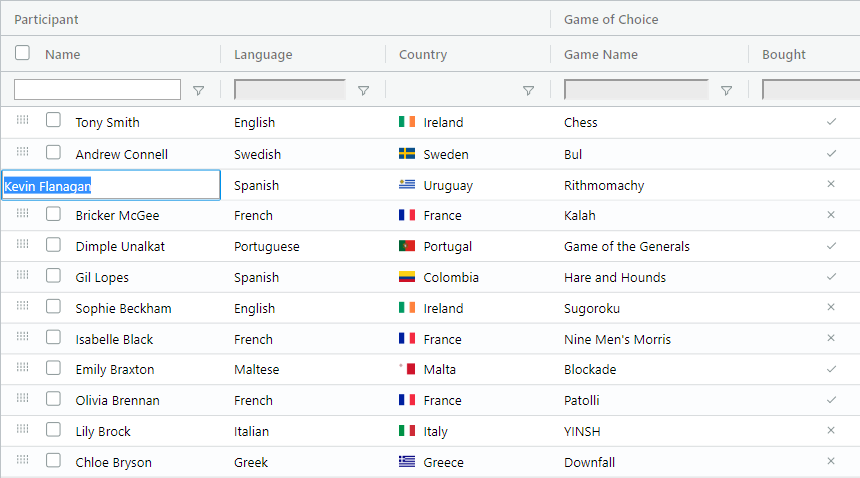 Participant Game of Choice
Name Language Country Game Name Bought
Tony Smith English Ireland Chess
Andrew Connell Swedish Sweden Bul
Kevin Flanagan Spanish Uruguay Rithmomachy
Bricker McGee French France Kalah
Dimple Unalkat Portuguese Portugal Game of the Generals
Gil Lopes Spanish Colombia Hare and Hounds
Sophie Beckham English Ireland Sugoroku
Isabelle Black French France Nine Men's Morris
Emily Braxton Maltese Malta Blockade
Olivia Brennan French France Patolli
Lily Brock Italian Italy YINSH
Chloe Bryson Greek Greece Downfall